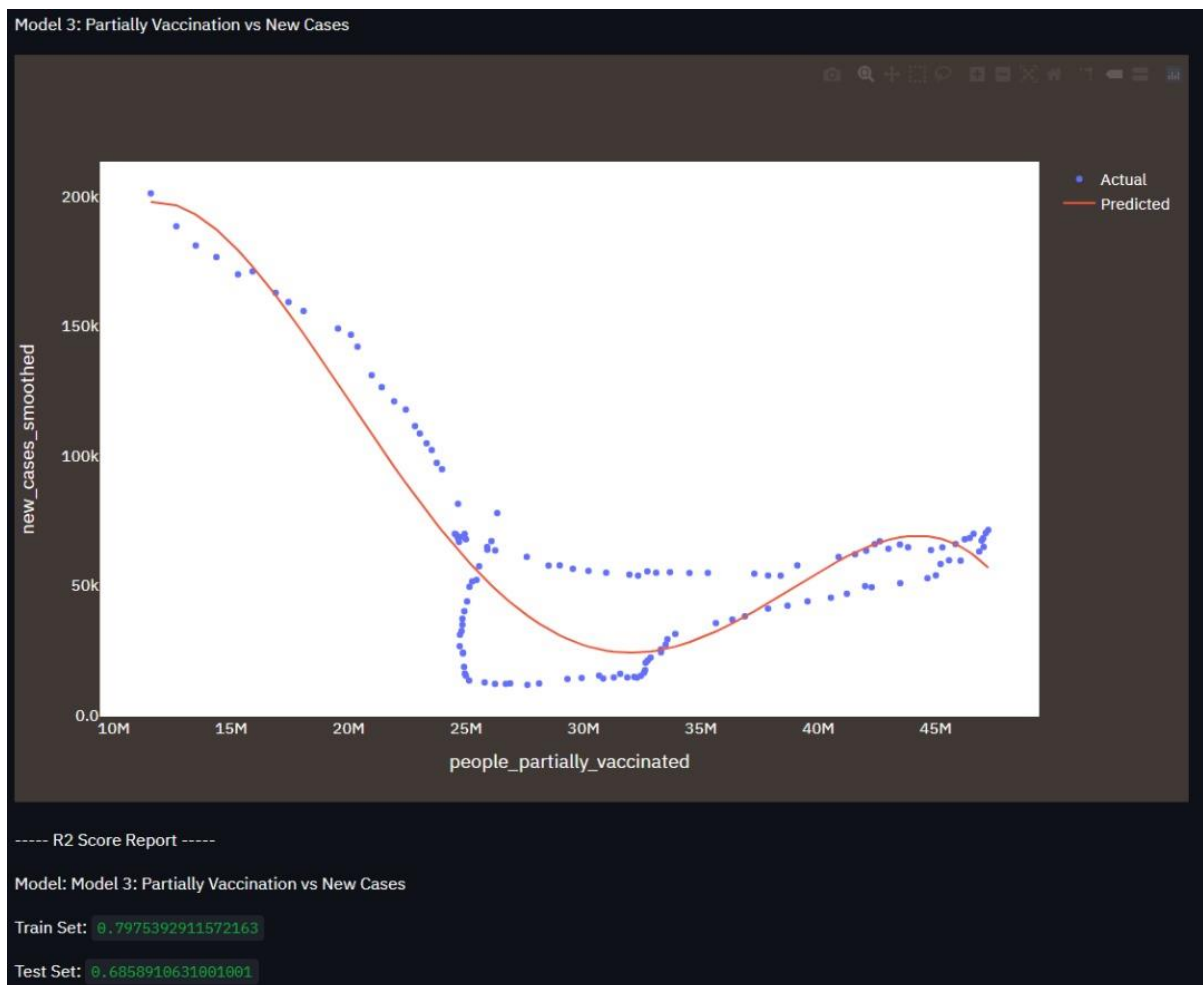 Model 3: Partially Vaccination vs New Cases
Actual
Predicted
200k
150k
100k
50k
0.0
new_cases_smoothed
10M 15M 20M 25M 30M 35M 40M 45M
people_partially_vaccinated
----- R2 Score Report -----
Model: Model 3: Partially Vaccination vs New Cases
Train Set: 0.7975392911572163
Test Set: 0.6858910631001001